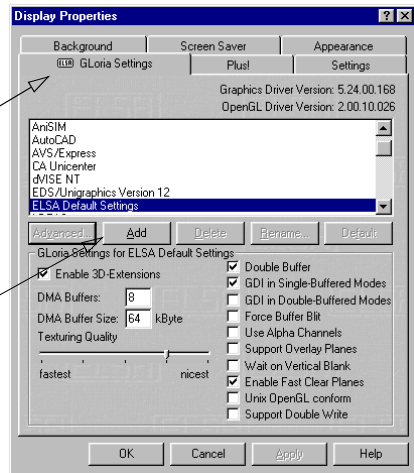 Display Properties
Background Screen Saver Appearance
ELSA GLoria Settings Plus! Settings
Graphics Driver Version: 5.24.00.168
OpenGL Driver Version: 2.00.10.026
AniSIM
AutoCAD
AVS/Express
CA Unicenter
dVISE NT
EDS/Unigraphics Version 12
ELSA Default Settings
Advanced... Add Delete Rename... Default
GLoria Settings for ELSA Default Settings
Enable 3D-Extensions
DMA Buffers: 8
DMA Buffer Size: 64 kByte
Texturing Quality
fastest nicest
Double Buffer
GDI in Single-Buffered Modes
GDI in Double-Buffered Modes
Force Buffer Blit
Use Alpha Channels
Support Overlay Planes
Wait on Vertical Blank
Enable Fast Clear Planes
Unix OpenGL conform
Support Double Write
OK Cancel Apply Help